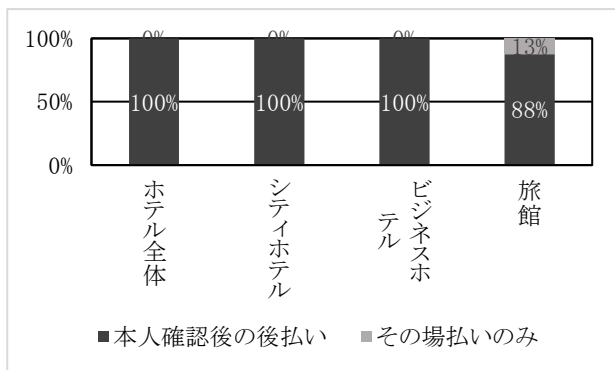 100%
50%
0%
0%
0%
0%
13%
100%
100%
100%
88%
ホテル全体
シティホテル
ビジネスホ
テル
旅館
■本人確認後の後払い
■その場払いのみ